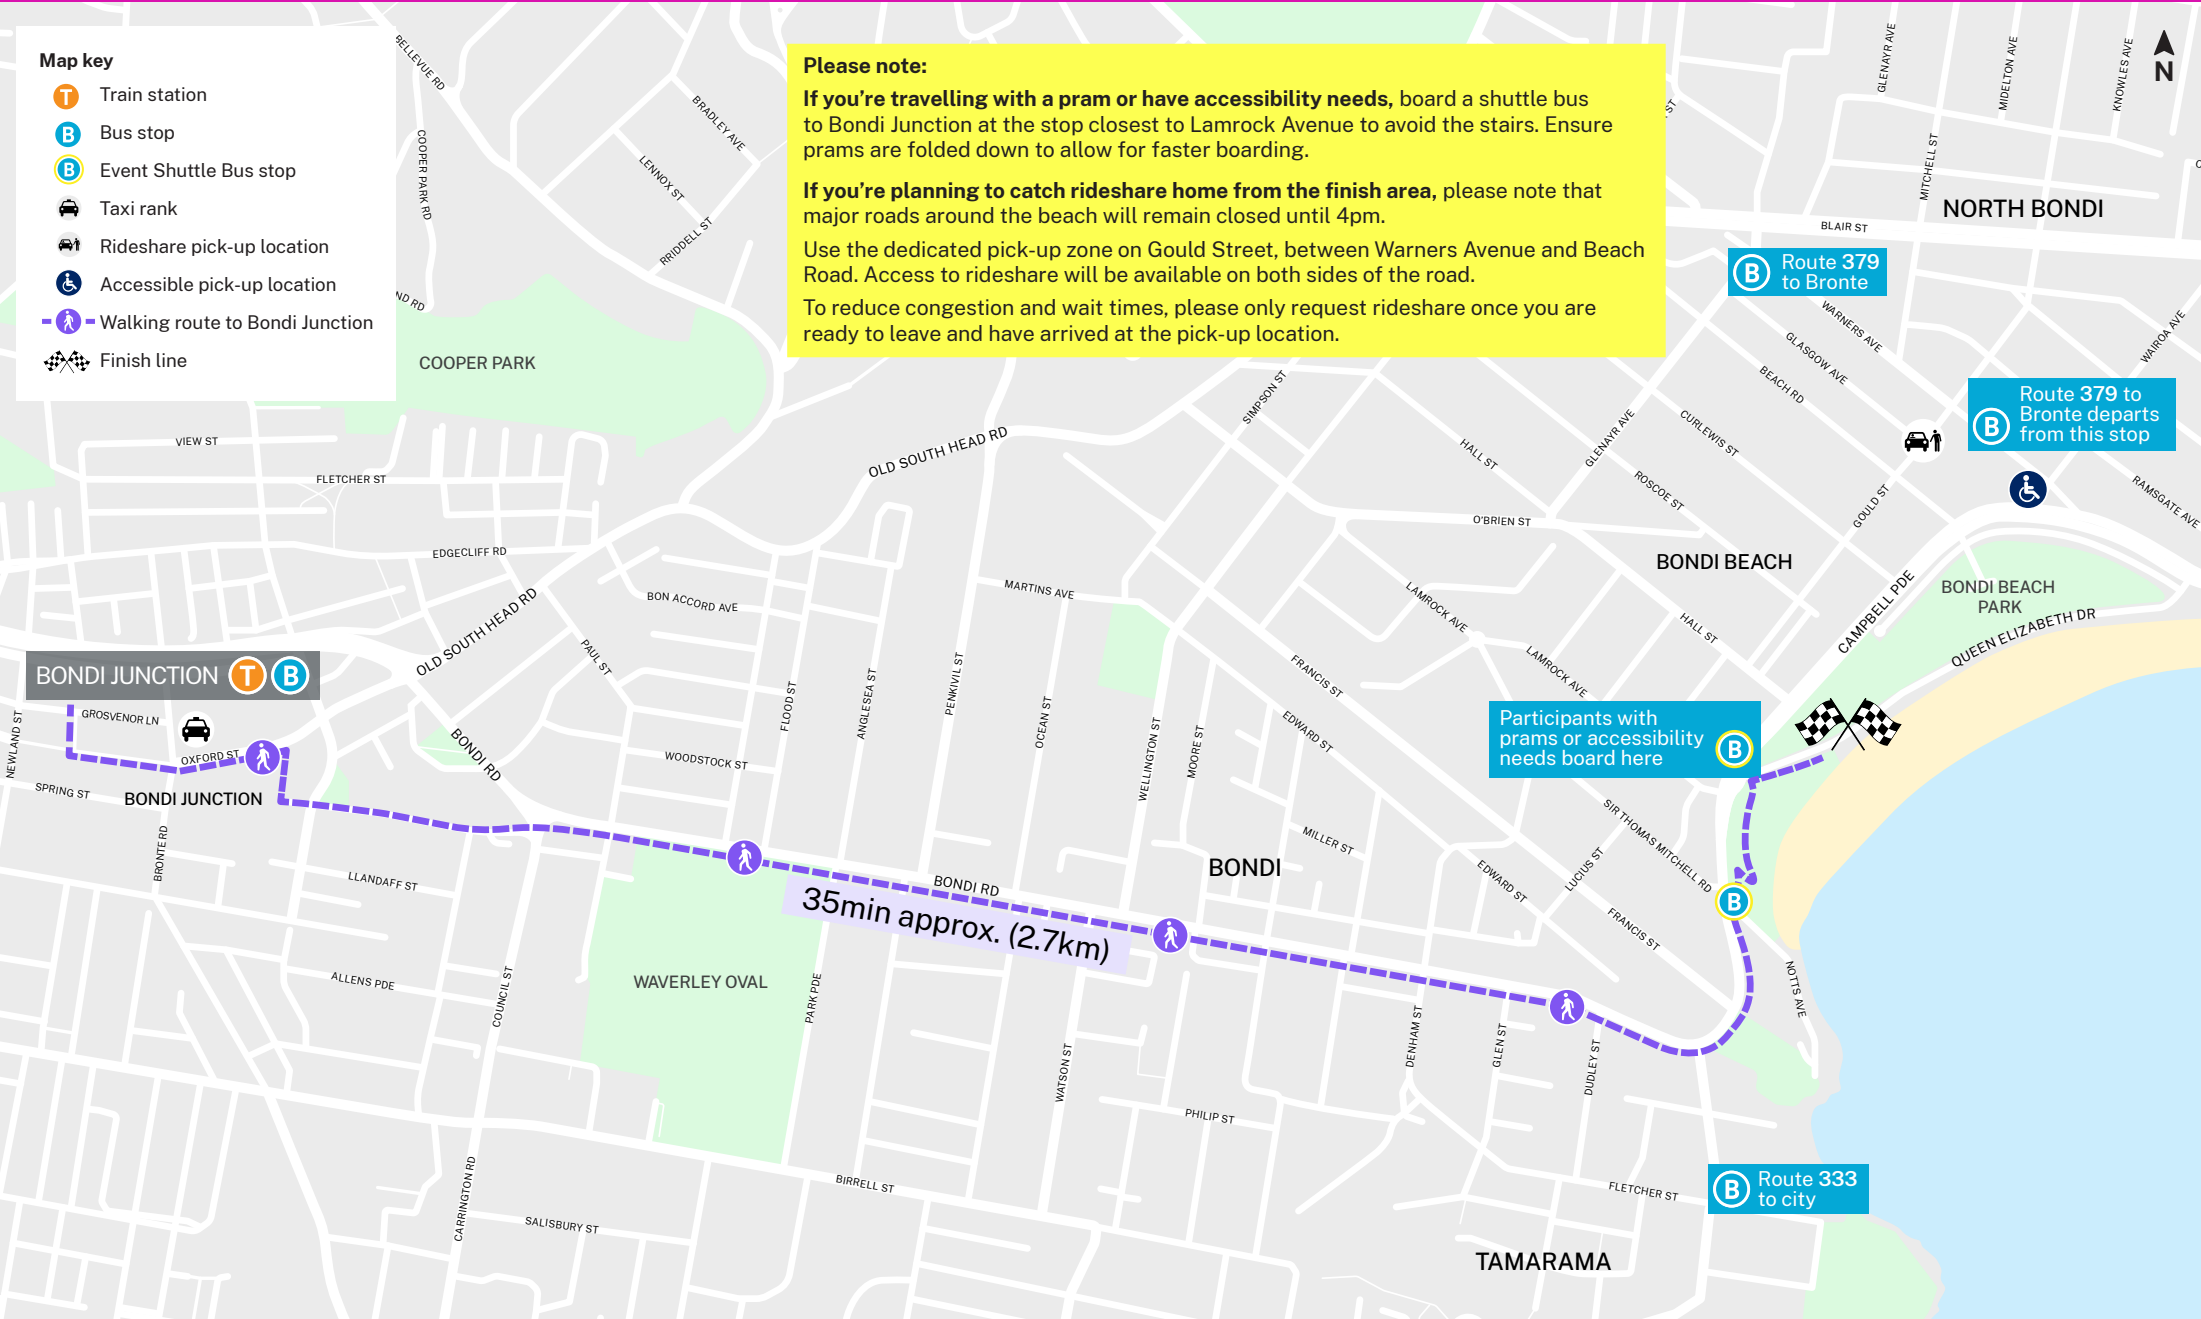 Map key
T Train station
B Bus stop
B Event Shuttle Bus stop
Taxi rank
Rideshare pick-up location
Accessible pick-up location
Walking route to Bondi Junction
Finish line
Please note:
If you’re travelling with a pram or have accessibility needs, board a shuttle bus
to Bondi Junction at the stop closest to Lamrock Avenue to avoid the stairs. Ensure
prams are folded down to allow for faster boarding.
If you’re planning to catch rideshare home from the finish area, please note that
major roads around the beach will remain closed until 4pm.
Use the dedicated pick-up zone on Gould Street, between Warners Avenue and Beach
Road. Access to rideshare will be available on both sides of the road.
To reduce congestion and wait times, please only request rideshare once you are
ready to leave and have arrived at the pick-up location.
N
BELLEVUE RD
COOPER PARK RD
BRADLEY AVE
LENNOX ST
RRIDDELL ST
ND RD
COOPER PARK
ST
GLENAYR AVE
MIDELTON AVE
KNOWLES AVE
MITCHELL ST
NORTH BONDI
BLAIR ST
B Route 379
to Bronte
WARNERS AVE
GLASGOW AVE
BEACH RD
WAIROA AVE
B Route 379 to
Bronte departs
from this stop
RAMSGATE AVE
VIEW ST
FLETCHER ST
EDGECLIFF RD
OLD SOUTH HEAD RD
SIMPSON ST
HALL ST
GLENAYR AVE
CURLEWIS ST
ROSCOE ST
GOULD ST
O'BRIEN ST
BONDI BEACH
CAMPBELL PDE
BONDI BEACH
PARK
QUEEN ELIZABETH DR
OLD SOUTH HEAD RD
BON ACCORD AVE
MARTINS AVE
LAMROCK AVE
HALL ST
LAMROCK AVE
PAUL ST
FLOOD ST
ANGLESEA ST
PENKIVIL ST
OCEAN ST
WELLINGTON ST
MOORE ST
FRANCIS ST
EDWARD ST
BONDI JUNCTION T B
GROSVENOR LN
NEWLAND ST
OXFORD ST
SPRING ST
BONDI JUNCTION
BRONTE RD
BONDI RD
WOODSTOCK ST
Participants with
prams or accessibility
needs board here B
SIR THOMAS MITCHELL RD
MILLER ST
BONDI
EDWARD ST
LUCIUS ST
FRANCIS ST
B
LLANDAFF ST
BONDI RD
35min approx. (2.7km)
ALLENS PDE
COUNCIL ST
WAVERLEY OVAL
PARK PDE
NOTTS AVE
WATSON ST
DENHAM ST
GLEN ST
DUDLEY ST
PHILIP ST
CARRINGTON RD
BIRRELL ST
SALISBURY ST
FLETCHER ST
B Route 333
to city
TAMARAMA